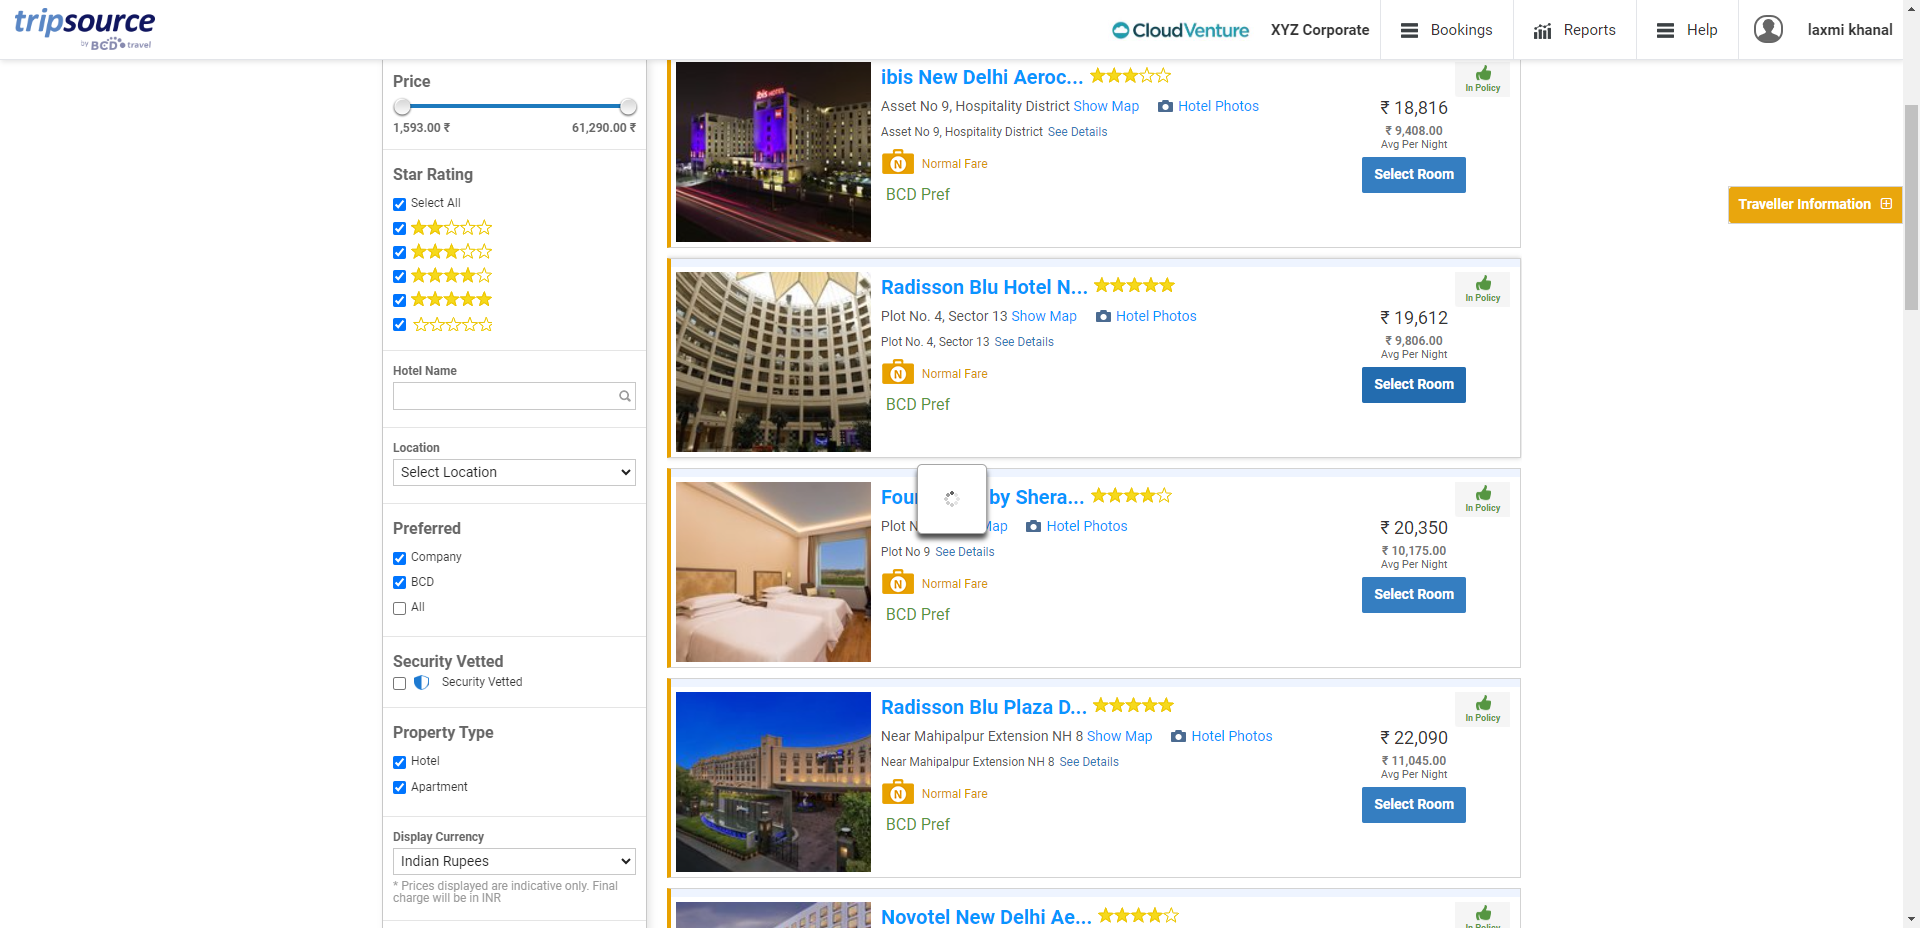 tripsource
by BCD travel
CloudVenture
XYZ Corporate
Bookings
Reports
Help
laxmi khanal
Price
1,593.00 ₹
61,290.00 ₹
Star Rating
Select All
Hotel Name
Location
Select Location
Preferred
Company
BCD
All
Security Vetted
Security Vetted
Property Type
Hotel
Apartment
Display Currency
Indian Rupees
* Prices displayed are indicative only. Final
charge will be in INR
ibis New Delhi Aeroc...
Asset No 9, Hospitality District Show Map Hotel Photos
Asset No 9, Hospitality District See Details
N Normal Fare
BCD Pref
In Policy
₹ 18,816
₹ 9,408.00
Avg Per Night
Select Room
Radisson Blu Hotel N...
Plot No. 4, Sector 13 Show Map Hotel Photos
Plot No. 4, Sector 13 See Details
N Normal Fare
BCD Pref
In Policy
₹ 19,612
₹ 9,806.00
Avg Per Night
Select Room
Four by Shera...
Plot Map Hotel Photos
Plot No 9 See Details
N Normal Fare
BCD Pref
In Policy
₹ 20,350
₹ 10,175.00
Avg Per Night
Select Room
Radisson Blu Plaza D...
Near Mahipalpur Extension NH 8 Show Map Hotel Photos
Near Mahipalpur Extension NH 8 See Details
N Normal Fare
BCD Pref
In Policy
₹ 22,090
₹ 11,045.00
Avg Per Night
Select Room
Novotel New Delhi Ae...
In Policy
Traveller Information